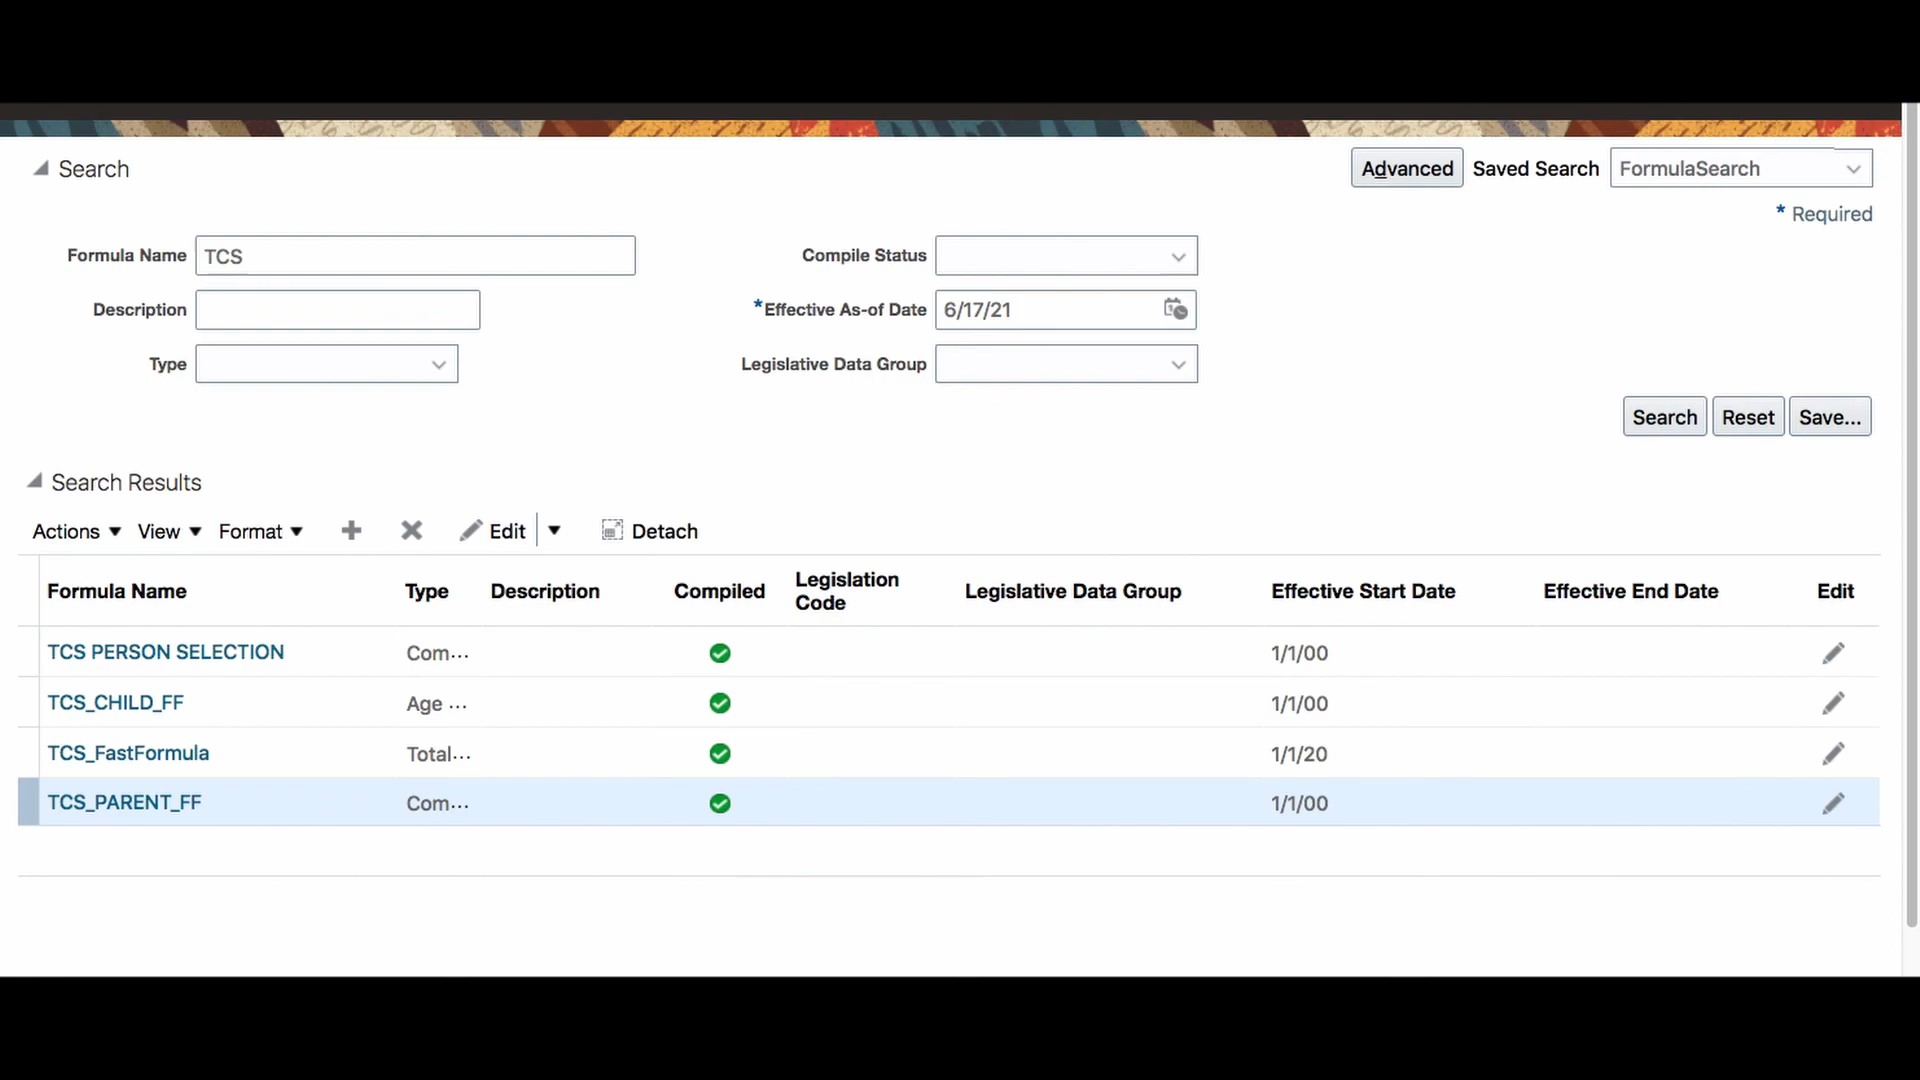 Search
Advanced Saved Search FormulaSearch
* Required
Formula Name TCS Compile Status
Description *Effective As-of Date 6/17/21
Type Legislative Data Group
Search Reset Save...
Search Results
Actions View Format Edit Detach
Formula Name Type Description Compiled Legislation Code Legislative Data Group Effective Start Date Effective End Date Edit
TCS PERSON SELECTION Com... 1/1/00
TCS_CHILD_FF Age ... 1/1/00
TCS_FastFormula Total... 1/1/20
TCS_PARENT_FF Com... 1/1/00